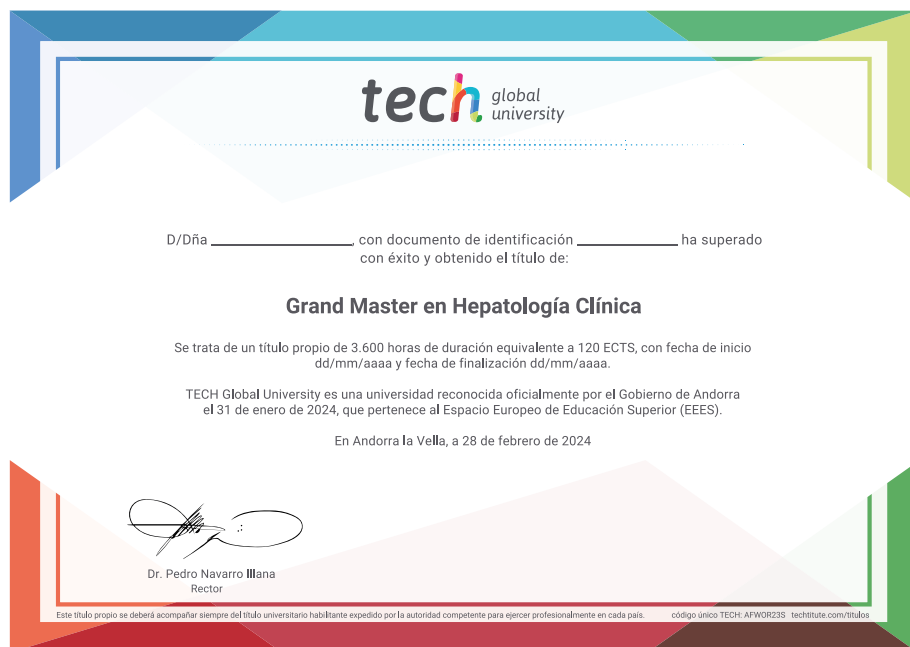 tech global university
D/Dña ________________, con documento de identificación ____________ ha superado
con éxito y obtenido el título de:
Grand Master en Hepatología Clínica
Se trata de un título propio de 3.600 horas de duración equivalente a 120 ECTS, con fecha de inicio
dd/mm/aaaa y fecha de finalización dd/mm/aaaa.
TECH Global University es una universidad reconocida oficialmente por el Gobierno de Andorra
el 31 de enero de 2024, que pertenece al Espacio Europeo de Educación Superior (EEES).
En Andorra la Vella, a 28 de febrero de 2024
Dr. Pedro Navarro Illana
Rector
Este título propio se deberá acompañar siempre del título universitario habilitante expedido por la autoridad competente para ejercer profesionalmente en cada país. código único TECH: AFWOR23S techtitute.com/titulos